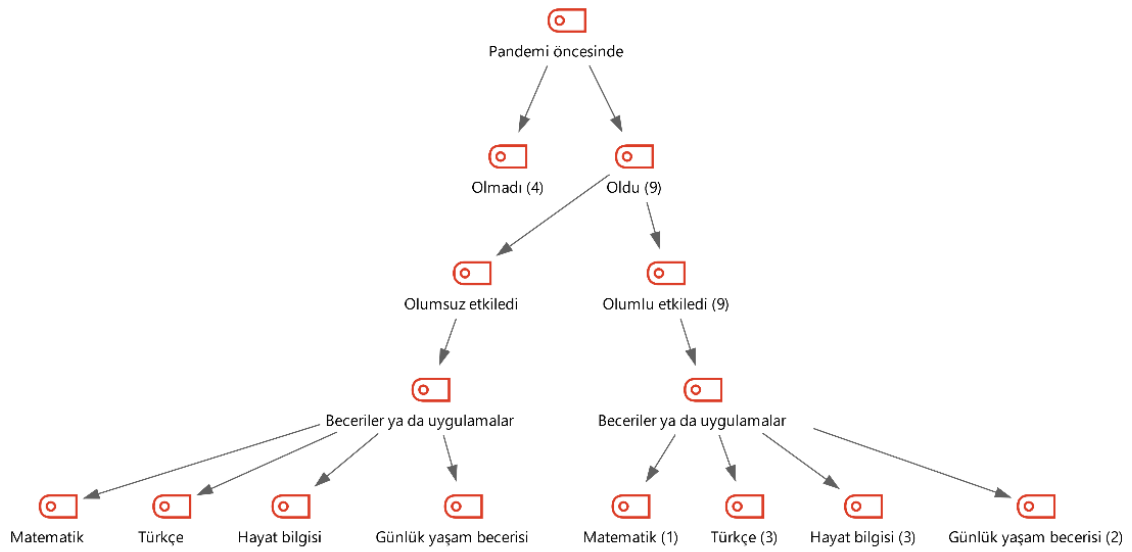 Pandemi öncesinde
Olmadı (4)
Oldu (9)
Olumsuz etkiledi
Olumlu etkiledi (9)
Beceriler ya da uygulamalar
Beceriler ya da uygulamalar
Matematik
Türkçe
Hayat bilgisi
Günlük yaşam becerisi
Matematik (1)
Türkçe (3)
Hayat bilgisi (3)
Günlük yaşam becerisi (2)